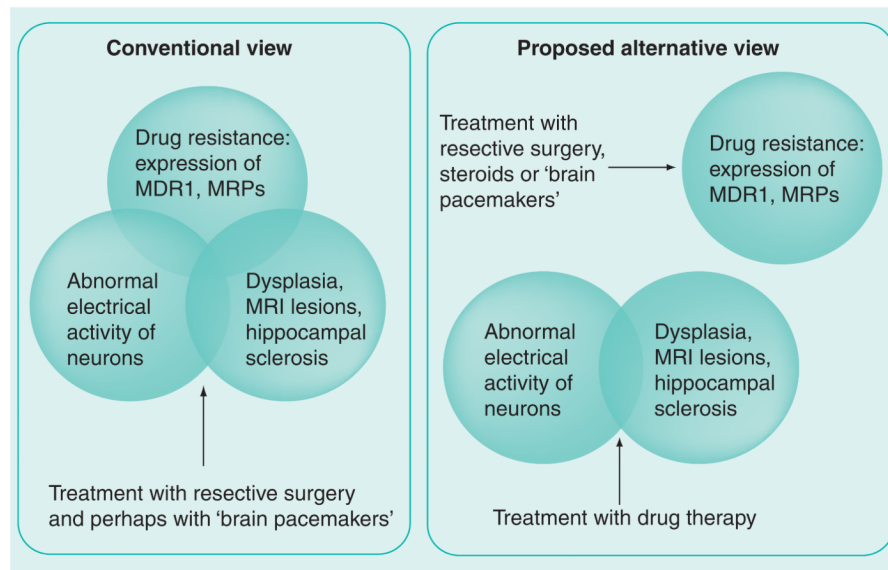 Conventional view
Drug resistance:
expression of
MDR1, MRPs
Abnormal
electrical
activity of
neurons
Dysplasia,
MRI lesions,
hippocampal
sclerosis
Treatment with resective surgery
and perhaps with ‘brain pacemakers’
Proposed alternative view
Treatment with
resective surgery,
steroids or ‘brain
pacemakers’
Drug resistance:
expression of
MDR1, MRPs
Abnormal
electrical
activity of
neurons
Dysplasia,
MRI lesions,
hippocampal
sclerosis
Treatment with drug therapy